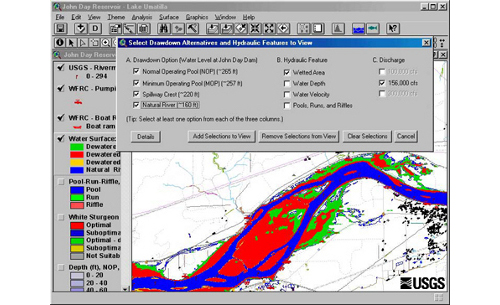 John Day Reservoir - Lake Umatilla
File Edit View Theme Analysis Surface Graphics Window Help
John Day Reserv
Select Drawdown Alternatives and Hydraulic Features to View
A. Drawdown Option (Water Level at John Day Dam)
Normal Operating Pool (NOP) (~265 ft)
Minimum Operating Pool (MOP) (~257 ft)
Spillway Crest (~220 ft)
Natural River (~160 ft)
B. Hydraulic Feature
Wetted Area
Water Depth
Water Velocity
Pools, Runs, and Riffles
C. Discharge
156,000 cfs
300,000 cfs
(Tip: Select at least one option from each of the three columns.)
Details
Add Selections to View
Remove Selections from View
Clear Selections
Cancel
USGS - Riverm
0 - 294
WFRC - Pumpi
WFRC - Boat R
Boat ram
Water Surface:
Dewatere
Dewatere
Dewatere
Natural Ri
Pool-Run-Riffle,
Pool
Run
Riffle
White Sturgeon
Optimal
Suboptima
Optimal - d
Suboptima
Not Suitab
Depth (ft), NOP,
0 - 20
20 - 40
40 - 60
USGS